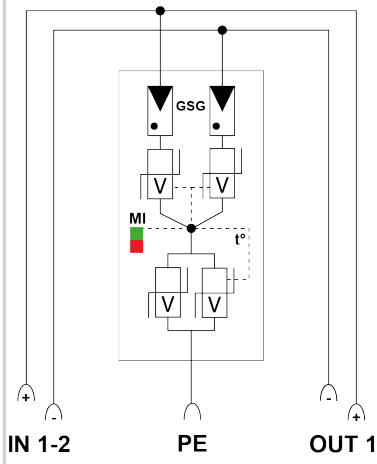 GSG
V V
MI
t°
V V
+ - - +
IN 1-2 PE OUT 1